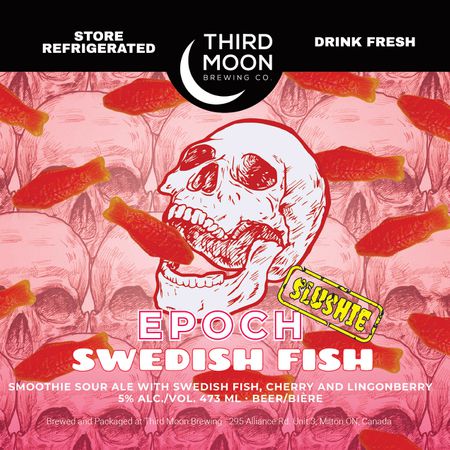 STORE
REFRIGERATED
THIRD
MOON
BREWING CO.
DRINK FRESH
SLUSHIE
EPOCH
SWEDISH FISH
SMOOTHIE SOUR ALE WITH SWEDISH FISH, CHERRY AND LINGONBERRY
5% ALC./VOL. 473 ML • BEER/BIÈRE
Brewed and Packaged at Third Moon Brewing -295 Alliance Rd. Unit 3, Milton ON, Canada